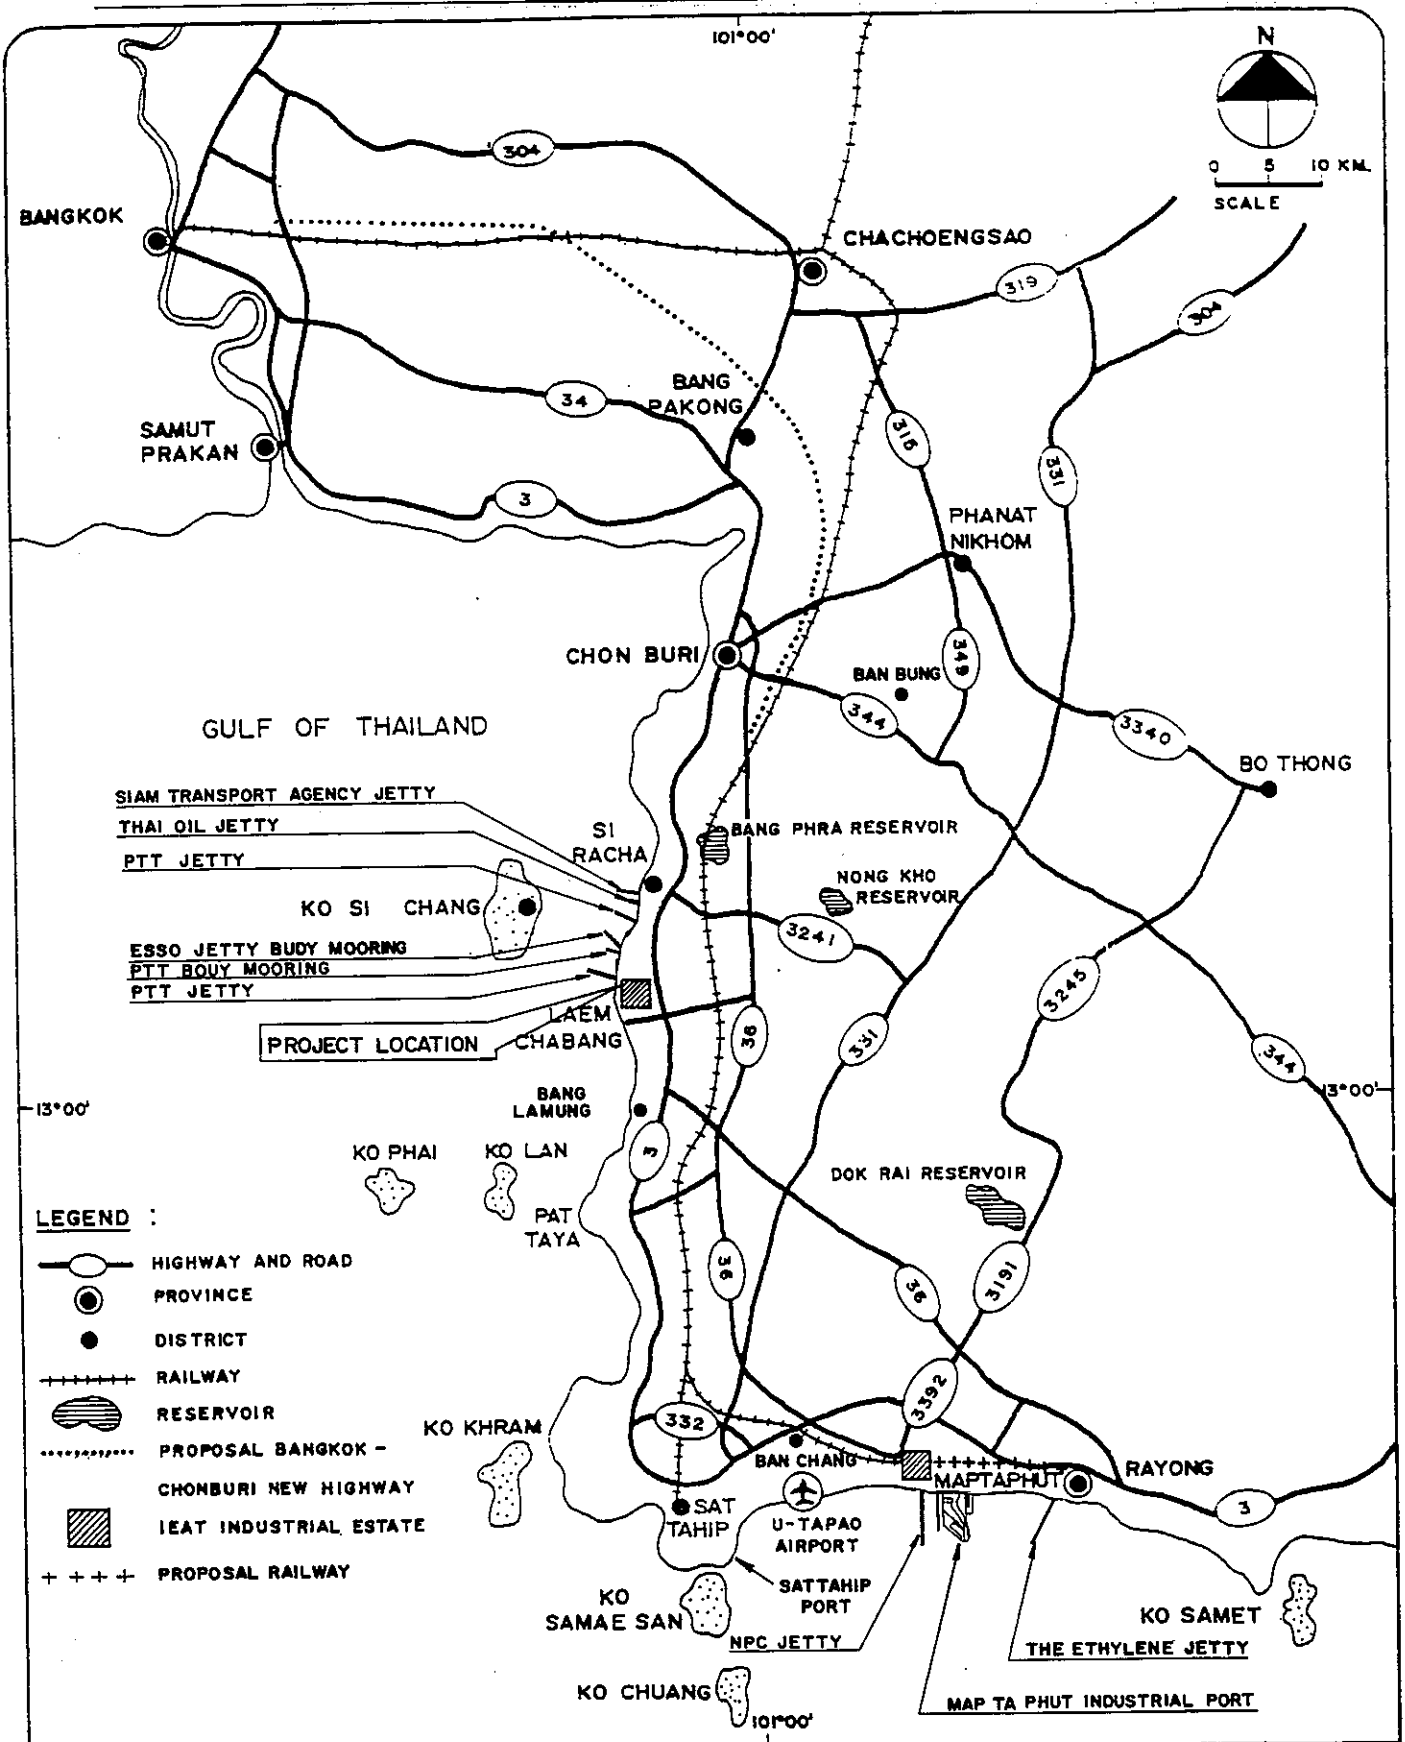 101°00'
N
0 5 10 KM.
SCALE
304
BANGKOK
CHACHOENGSAO
319
304
34
BANG
PAKONG
SAMUT
PRAKAN
315
331
3
PHANAT
NIKHOM
CHON BURI
349
BAN BUNG
344
3340
GULF OF THAILAND
BO THONG
SIAM TRANSPORT AGENCY JETTY
THAI OIL JETTY
PTT JETTY
SI
RACHA
BANG PHRA RESERVOIR
NONG KHO
RESERVOIR
KO SI CHANG
3241
ESSO JETTY BUDY MOORING
PTT BOUY MOORING
PTT JETTY
3245
LAEM
CHABANG
PROJECT LOCATION
36
331
344
13°00'
13°00'
BANG
LAMUNG
3
KO PHAI
KO LAN
DOK RAI RESERVOIR
PAT
TAYA
LEGEND :
HIGHWAY AND ROAD
PROVINCE
DISTRICT
RAILWAY
RESERVOIR
PROPOSAL BANGKOK -
CHONBURI NEW HIGHWAY
IEAT INDUSTRIAL ESTATE
PROPOSAL RAILWAY
36
36
3191
3392
KO KHRAM
332
BAN CHANG
MAPTAPHUT
RAYONG
3
SAT
TAHIP
U-TAPAO
AIRPORT
SATTAHIP
PORT
KO
SAMAE SAN
NPC JETTY
KO SAMET
THE ETHYLENE JETTY
KO CHUANG
MAP TA PHUT INDUSTRIAL PORT
101°00'